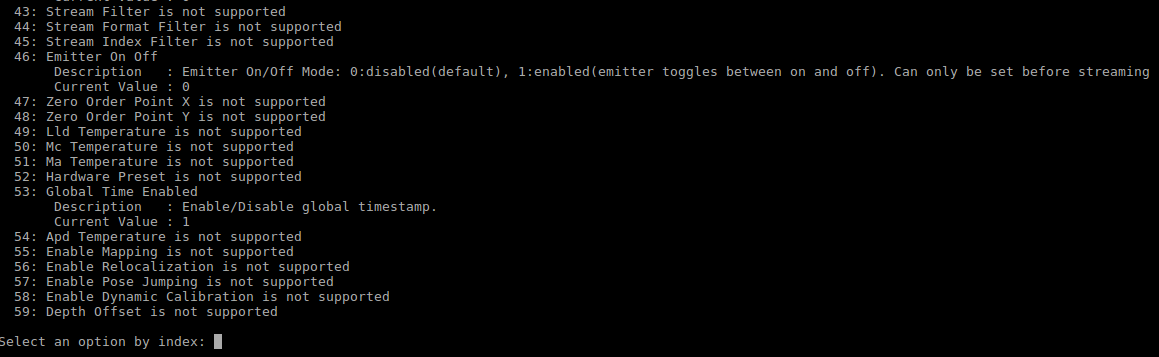 43: Stream Filter is not supported
44: Stream Format Filter is not supported
45: Stream Index Filter is not supported
46: Emitter On Off
Description : Emitter On/Off Mode: 0:disabled(default), 1:enabled(emitter toggles between on and off). Can only be set before streaming
Current Value : 0
47: Zero Order Point X is not supported
48: Zero Order Point Y is not supported
49: Lld Temperature is not supported
50: Mc Temperature is not supported
51: Ma Temperature is not supported
52: Hardware Preset is not supported
53: Global Time Enabled
Description : Enable/Disable global timestamp.
Current Value : 1
54: Apd Temperature is not supported
55: Enable Mapping is not supported
56: Enable Relocalization is not supported
57: Enable Pose Jumping is not supported
58: Enable Dynamic Calibration is not supported
59: Depth Offset is not supported
Select an option by index: